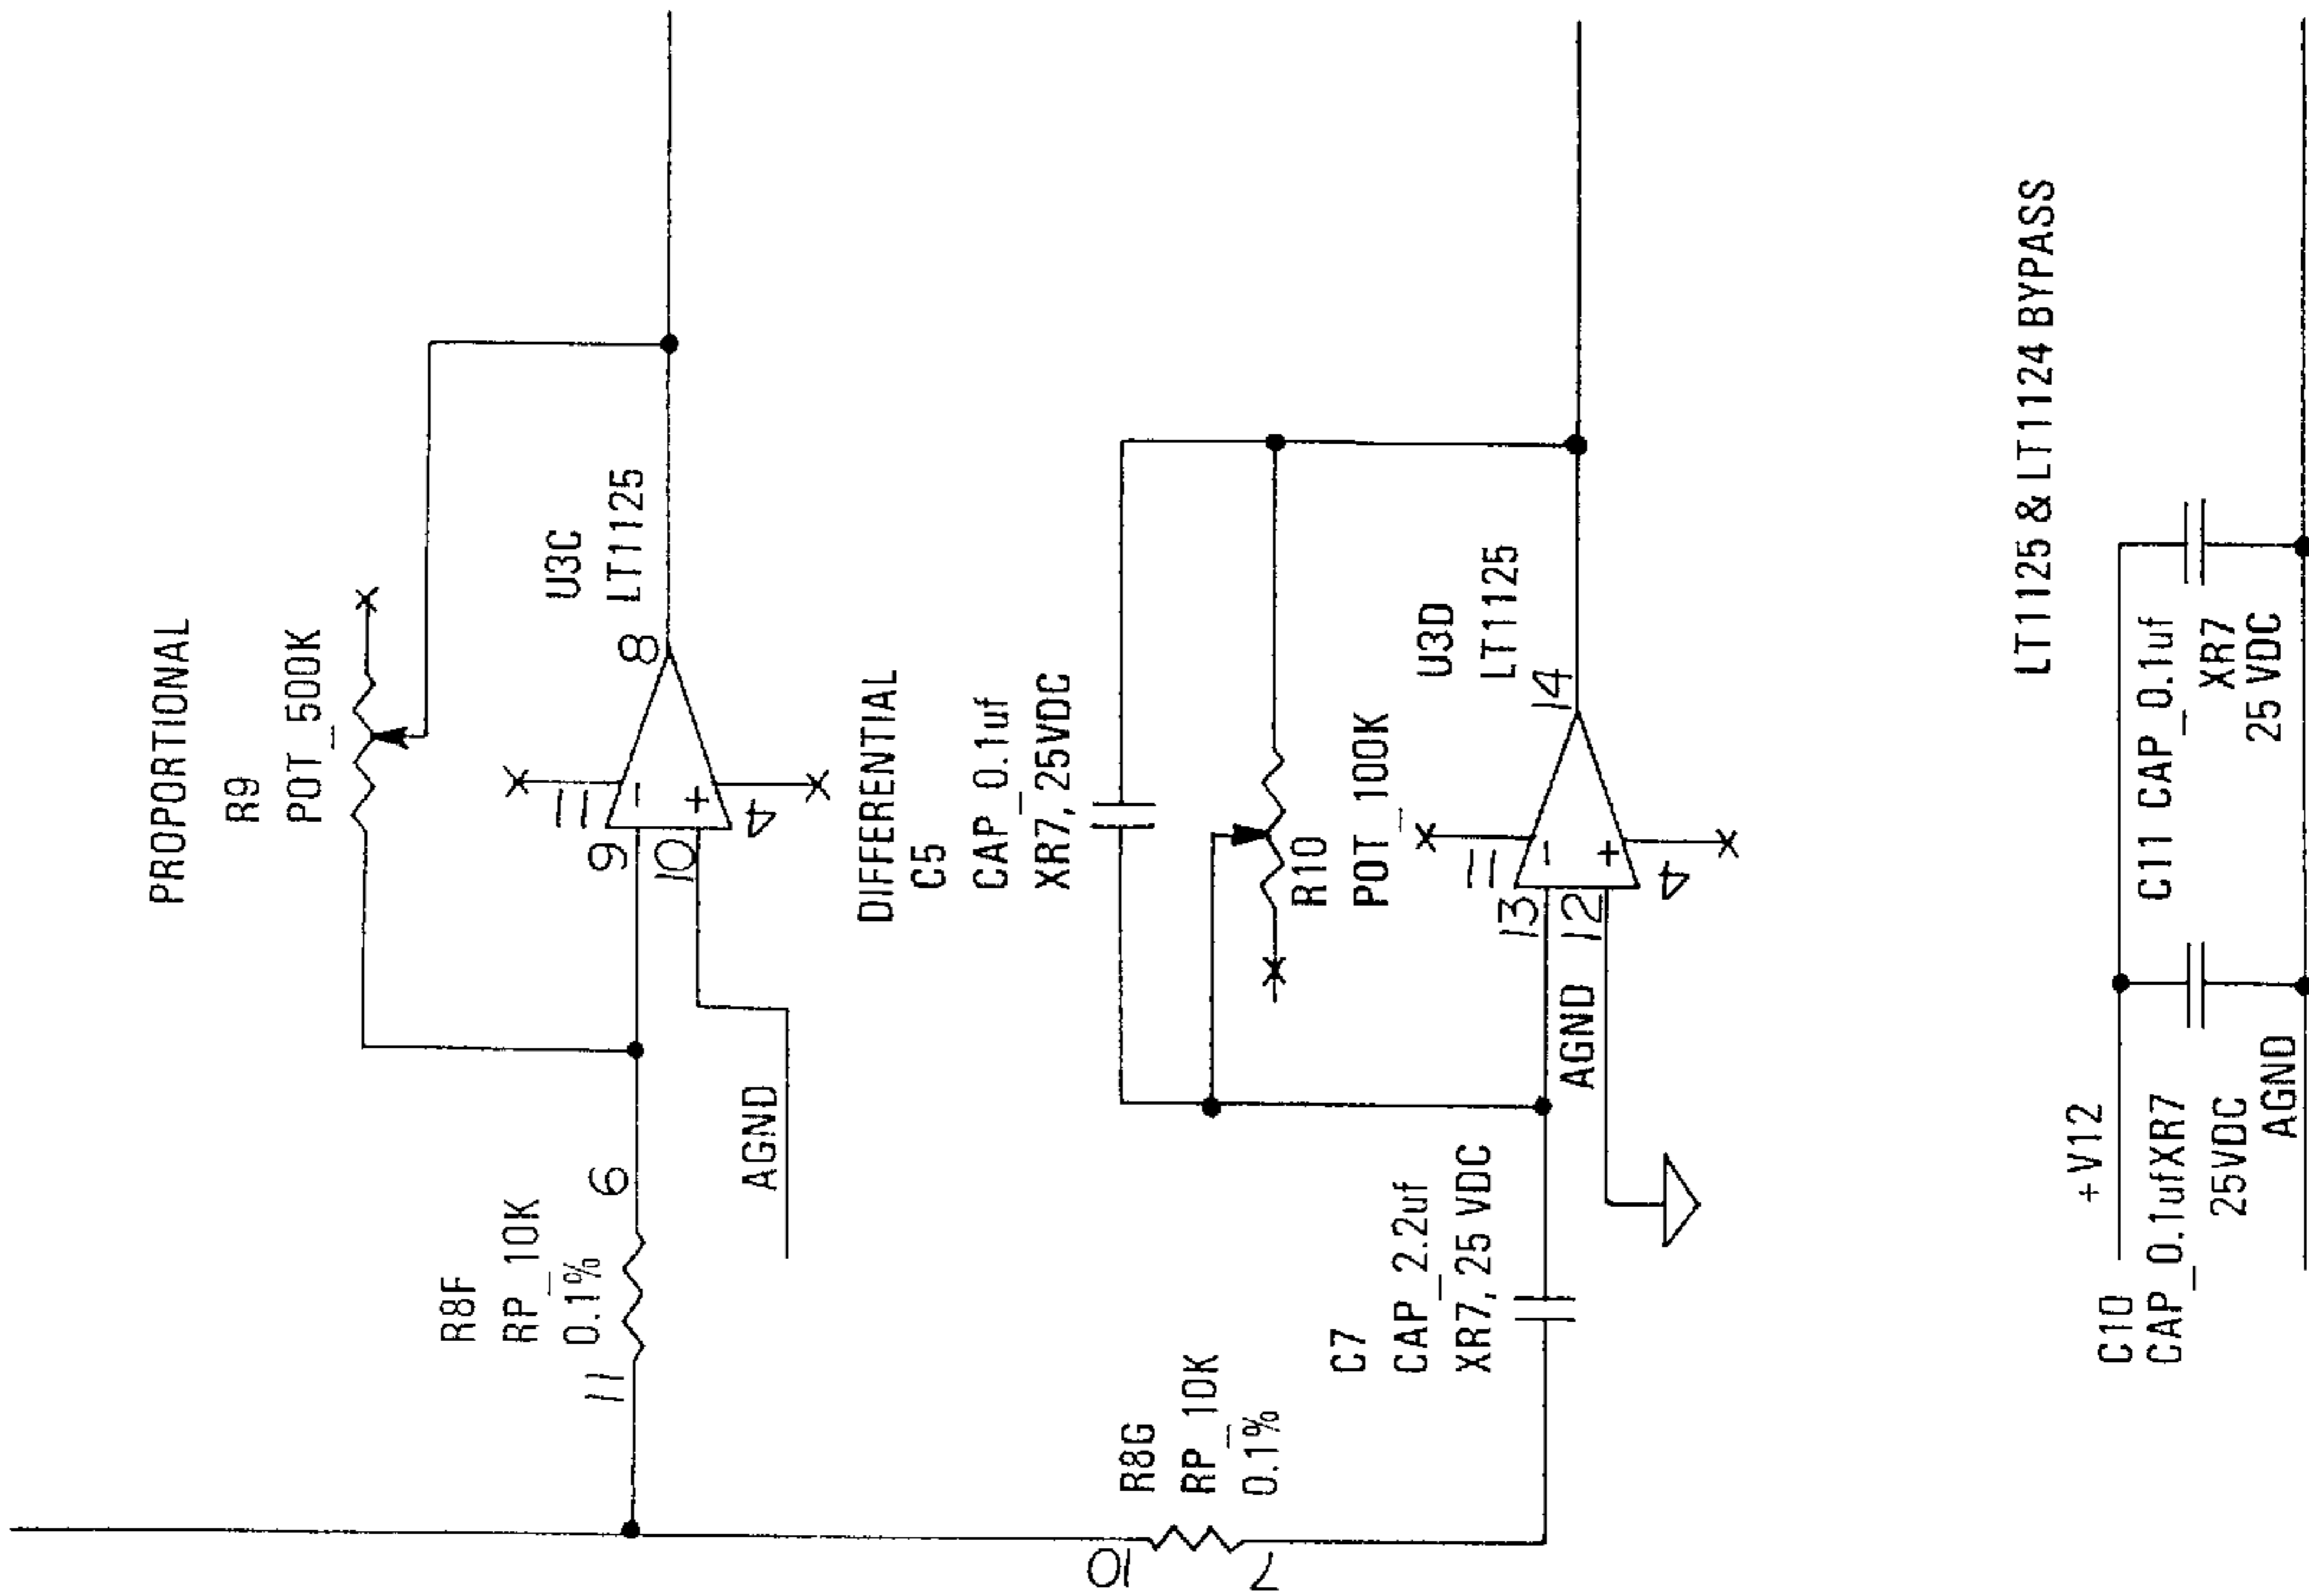 PROPORTIONAL
R9
POT_500K
U3C
LT1125
8
11
9
10
4
-
+
R8F
RP_10K
0.1%
6
11
AGND
DIFFERENTIAL
C5
CAP_0.1uf
XR7, 25VDC
R10
POT_100K
U3D
LT1125
14
11
13
12
4
-
+
AGND
R8G
RP_10K
0.1%
10
7
C7
CAP_2.2uf
XR7, 25 VDC
LT1125 & LT1124 BYPASS
+V12
C10
CAP_0.1ufXR7
25VDC
AGND
C11 CAP_0.1uf
XR7
25 VDC